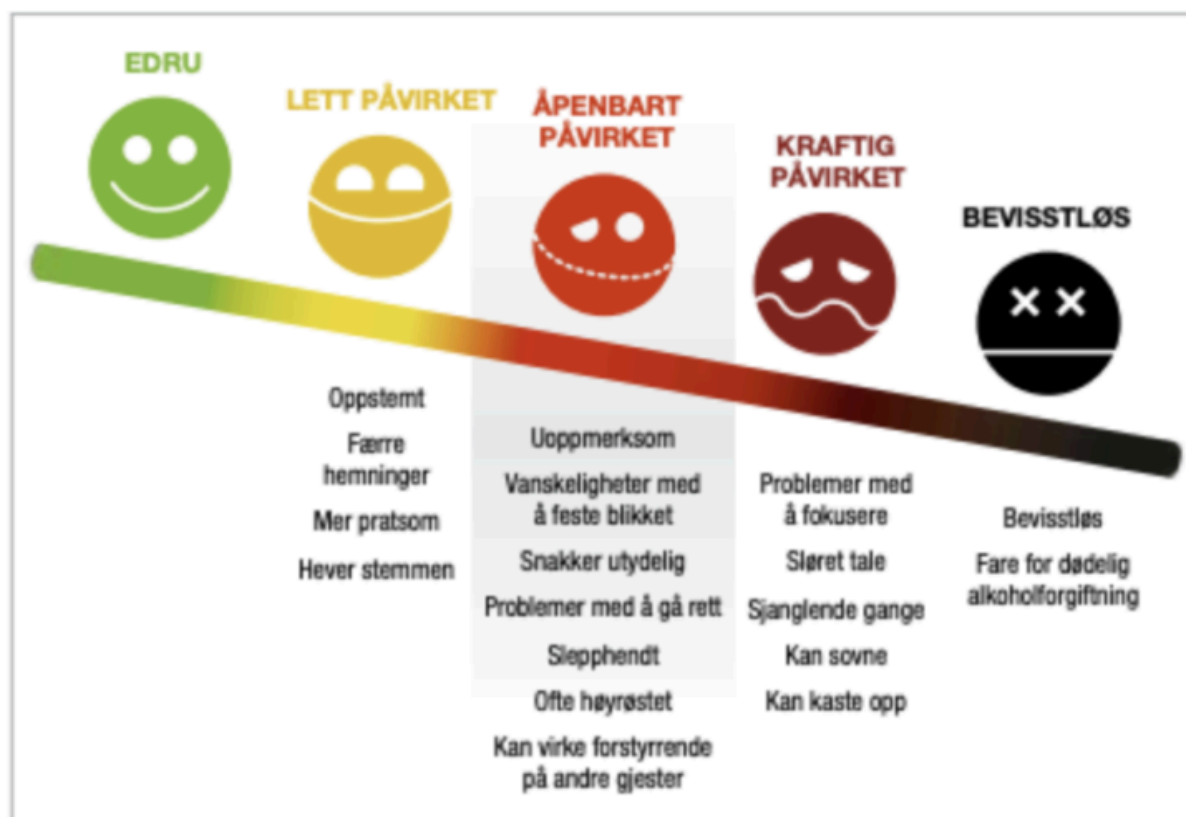 EDRU
LETT PÅVIRKET
ÅPENBART
PÅVIRKET
KRAFTIG
PÅVIRKET
BEVISSTLØS
Oppstemt
Færre
hemninger
Mer pratsom
Hever stemmen
Uoppmerksom
Vanskeligheter med
å feste blikket
Snakker utydelig
Problemer med å gå rett
Slepphendt
Ofte høyrøstet
Kan virke forstyrrende
på andre gjester
Problemer med
å fokusere
Sløret tale
Sjanglende gange
Kan sovne
Kan kaste opp
Bevisstløs
Fare for dødelig
alkoholforgiftning